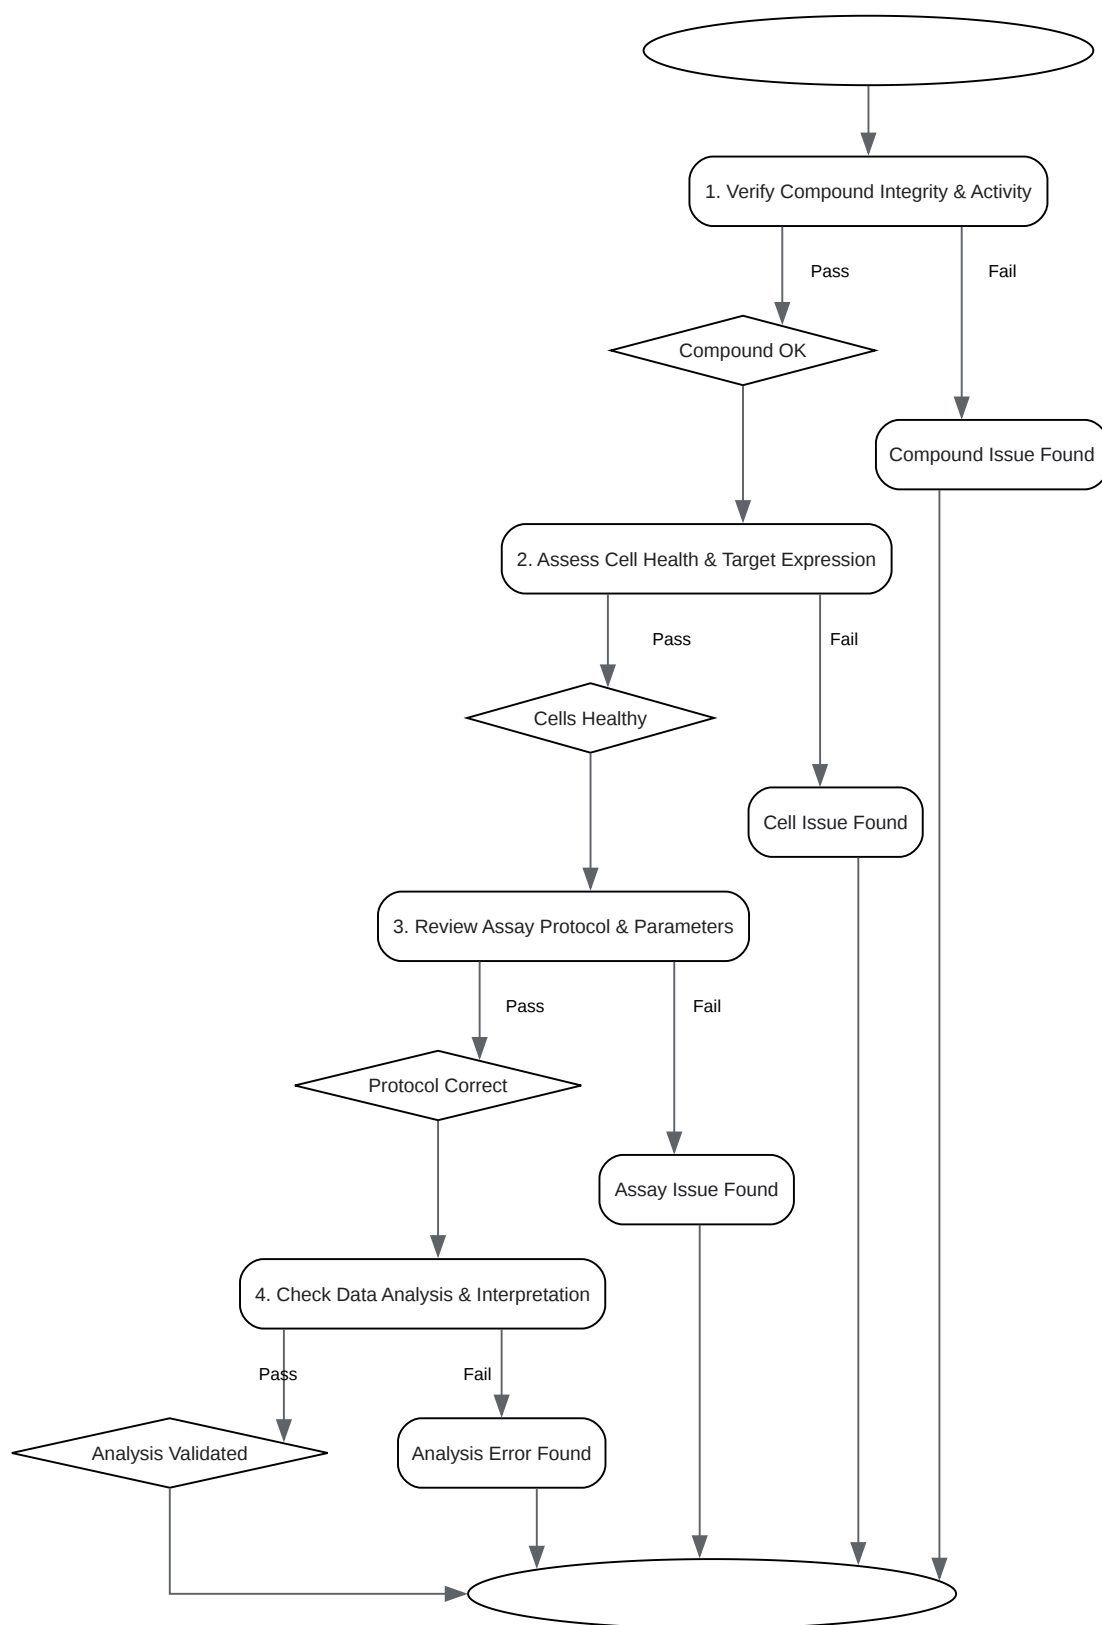 1. Verify Compound Integrity & Activity
Pass
Fail
Compound OK
Compound Issue Found
2. Assess Cell Health & Target Expression
Pass
Fail
Cells Healthy
Cell Issue Found
3. Review Assay Protocol & Parameters
Pass
Fail
Protocol Correct
Assay Issue Found
4. Check Data Analysis & Interpretation
Pass
Fail
Analysis Validated
Analysis Error Found